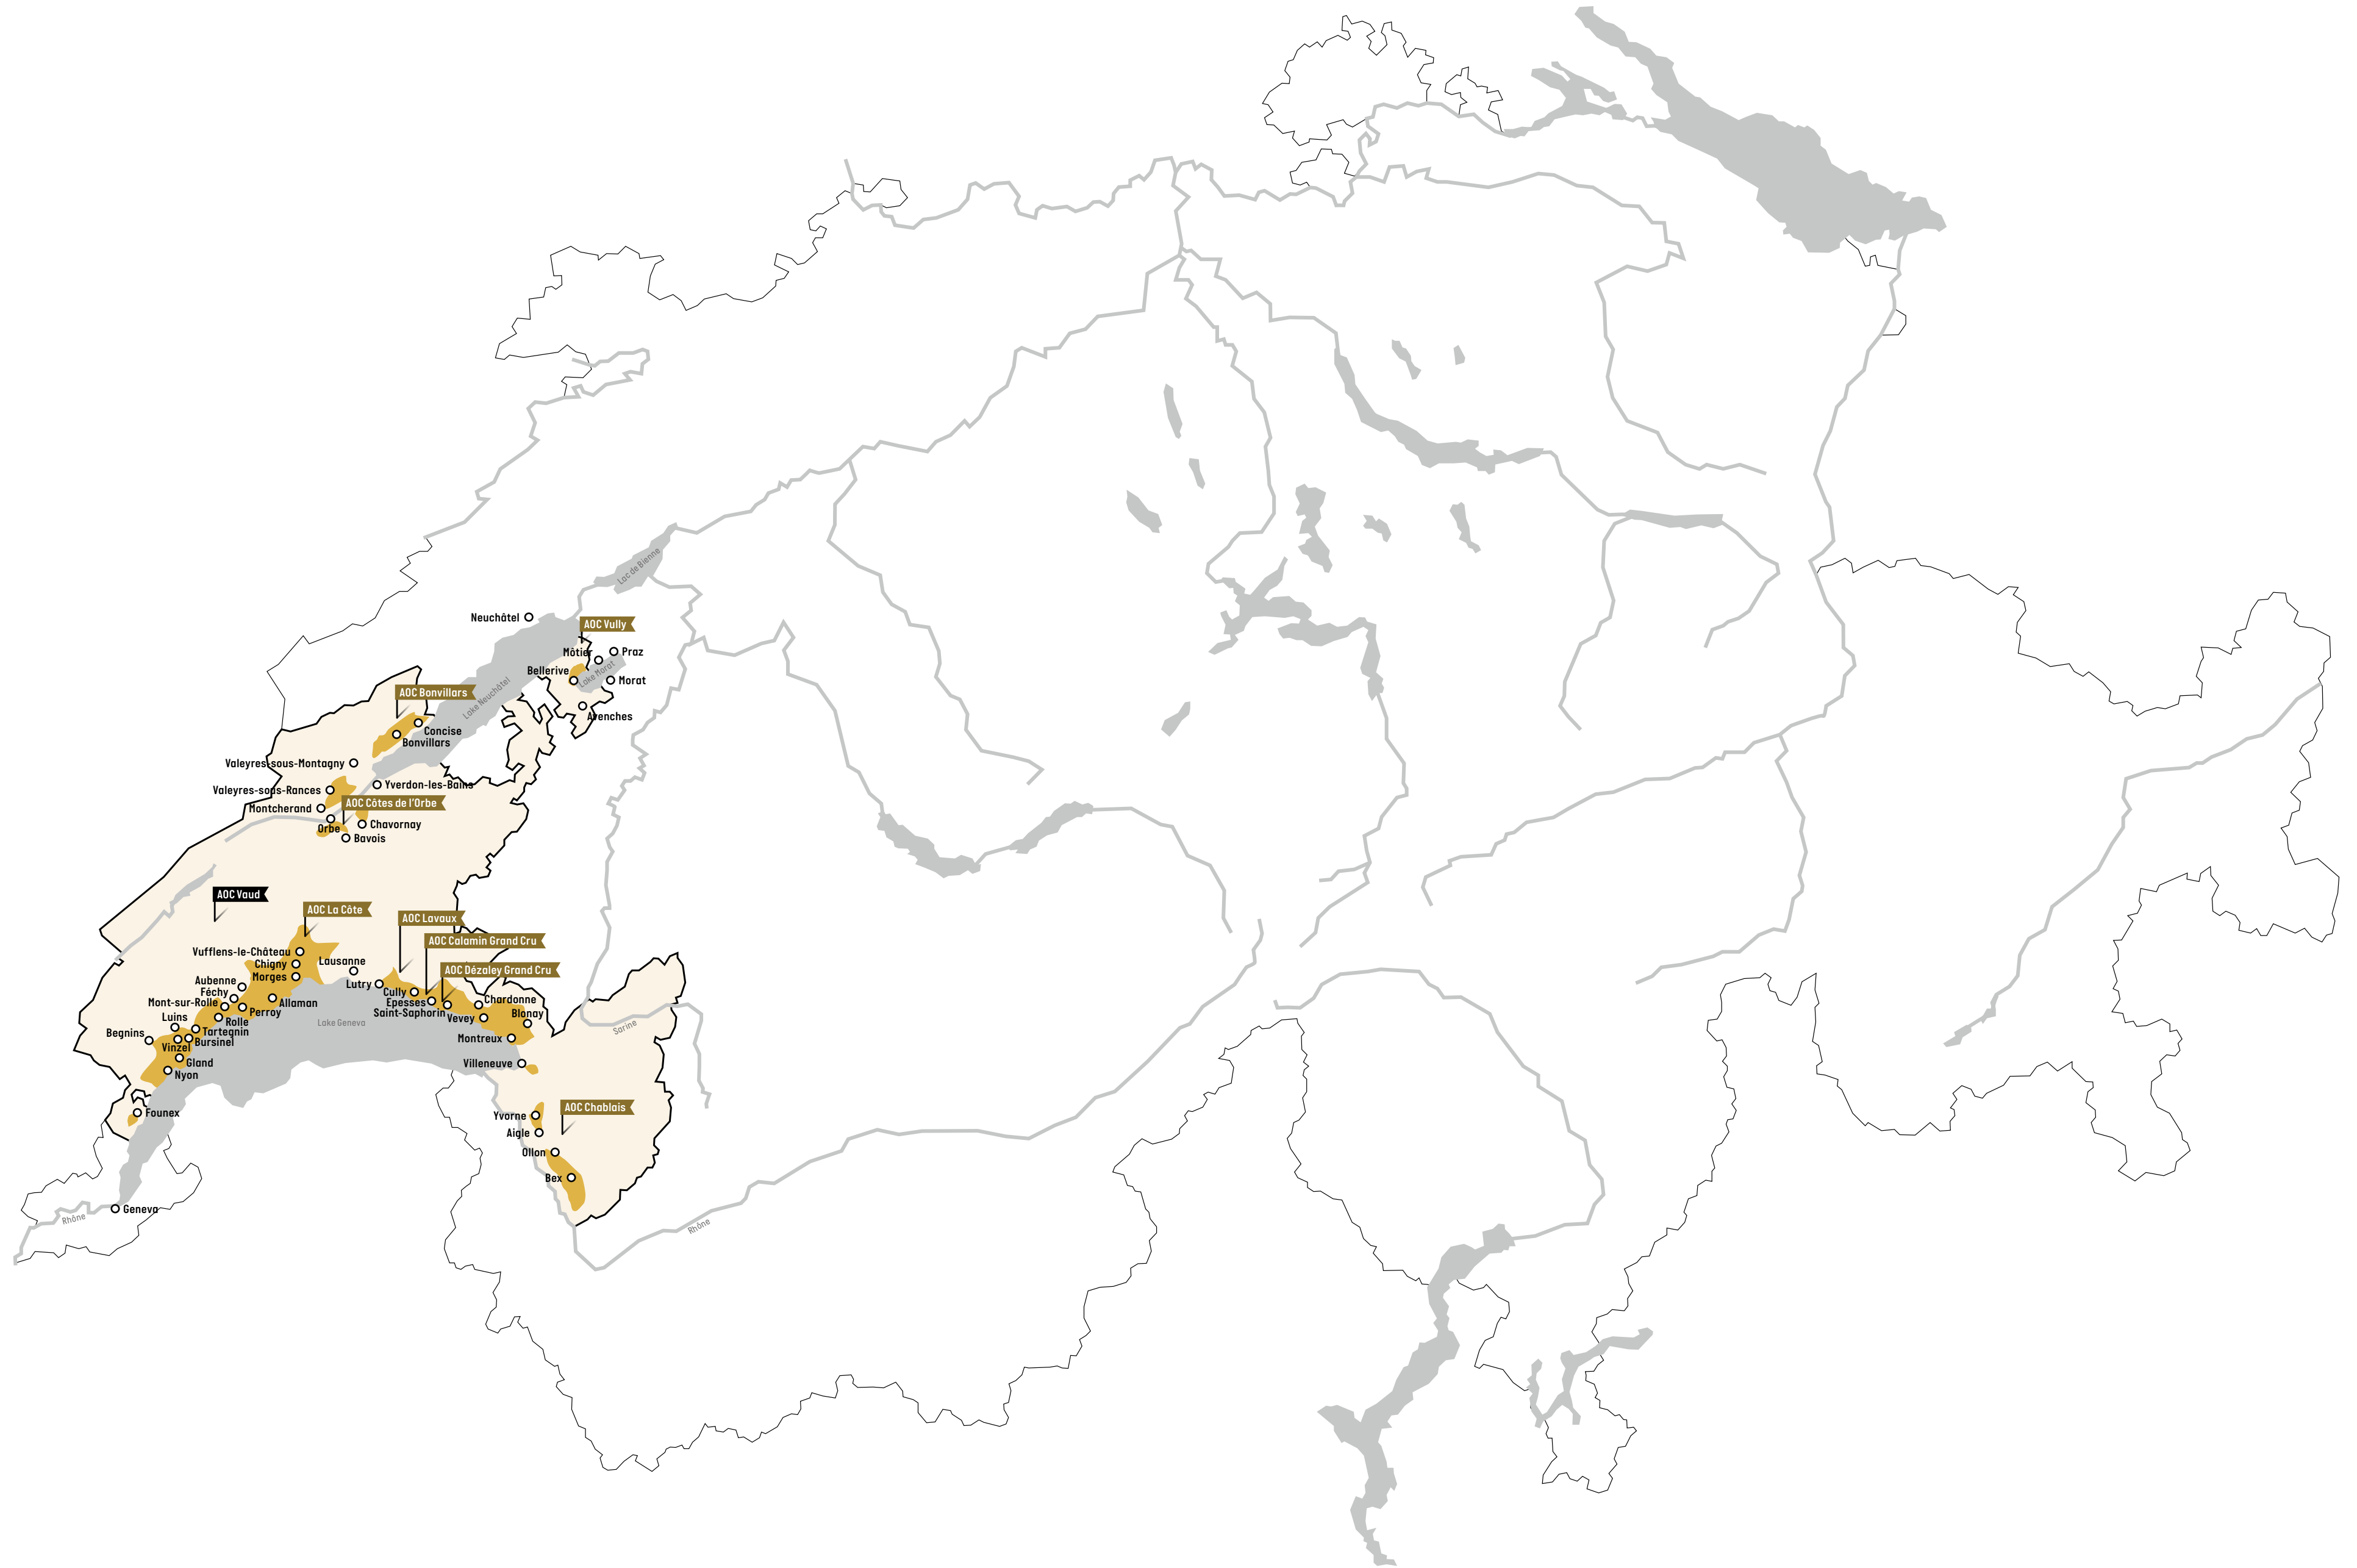 Lac de Bienne
Neuchâtel
AOC Vully
Môtier
Praz
Bellerive
Lake Morat
Morat
Lake Neuchâtel
AOC Bonvillars
Avenches
Concise
Bonvillars
Valeyres-sous-Montagny
Yverdon-les-Bains
Valeyres-sous-Rances
AOC Côtes de l'Orbe
Montcherand
Orbe
Chavornay
Bavois
AOC Vaud
AOC La Côte
AOC Lavaux
AOC Calamin Grand Cru
AOC Dézaley Grand Cru
Vufflens-le-Château
Chigny
Lausanne
Morges
Aubenne
Lutry
Féchy
Cully
Mont-sur-Rolle
Allaman
Epesses
Chardonne
Perroy
Saint-Saphorin
Luins
Rolle
Vevey
Blonay
Lake Geneva
Sarine
Begnins
Tartegnin
Bursinel
Montreux
Vinzel
Gland
Villeneuve
Nyon
AOC Chablais
Founex
Yvorne
Aigle
Ollon
Bex
Geneva
Rhône
Rhône